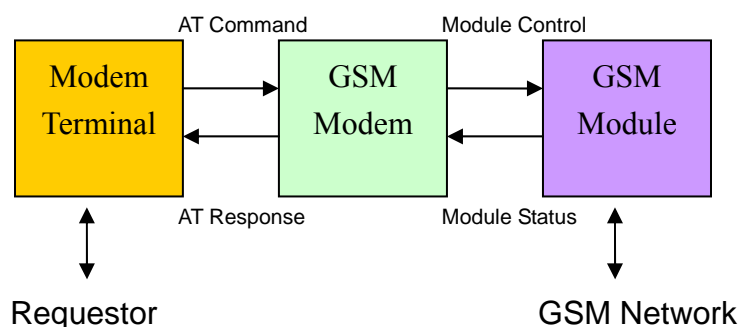 AT Command
Module Control
Modem
Terminal
GSM
Modem
GSM
Module
AT Response
Module Status
Requestor
GSM Network